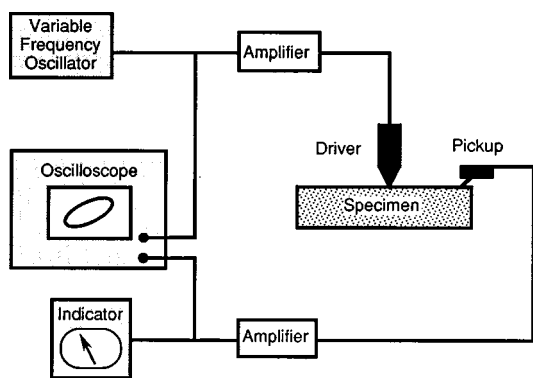 Variable
Frequency
Oscillator
Amplifier
Driver
Pickup
Oscilloscope
Specimen
Indicator
Amplifier